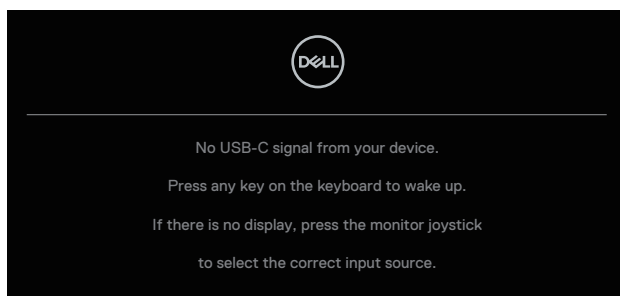 DELL
No USB-C signal from your device.
Press any key on the keyboard to wake up.
If there is no display, press the monitor joystick
to select the correct input source.